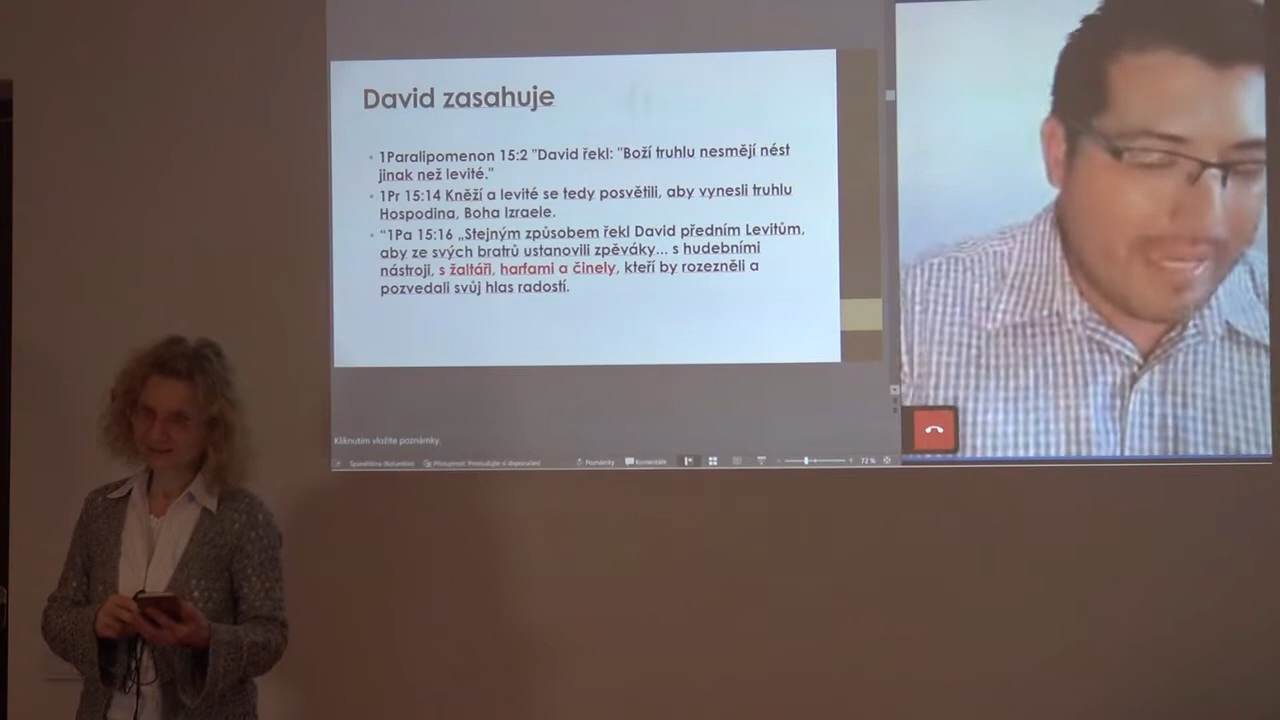 David zasahuje
1Paralipomenon 15:2 "David řekl: "Boží truhlu nesmějí nést
jinak než levité."
1Pr 15:14 Kněží a levité se tedy posvětili, aby vynesli truhlu
Hospodina, Boha Izraele.
“1Pa 15:16 „Stejným způsobem řekl David předním Levitům,
aby ze svých bratrů ustanovili zpěváky... s hudebními
nástroji, s žaltáři, harfami a činely, kteří by rozezněli a
pozvedali svůj hlas radostí.
Kliknutím vložíte poznámky.
Poznámky Komentáře 72 %